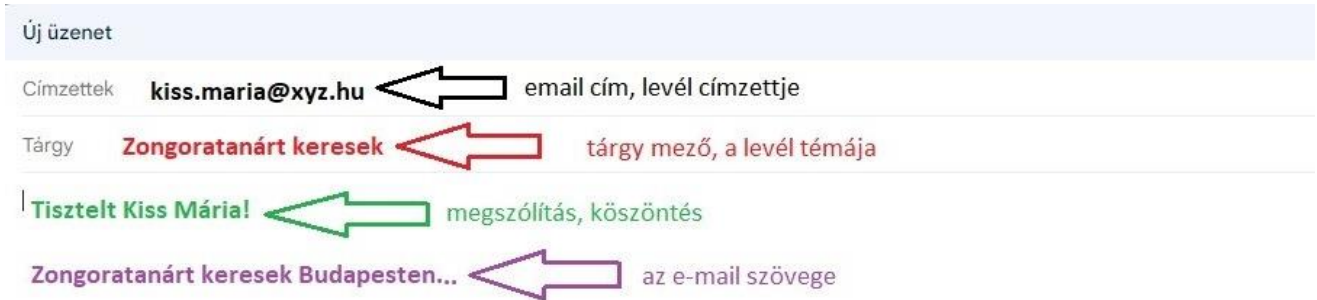 Új üzenet
Címzettek kiss.maria@xyz.hu email cím, levél címzettje
Tárgy Zongoratanárt keresek tárgy mező, a levél témája
Tisztelt Kiss Mária! megszólítás, köszöntés
Zongoratanárt keresek Budapesten... az e-mail szövege